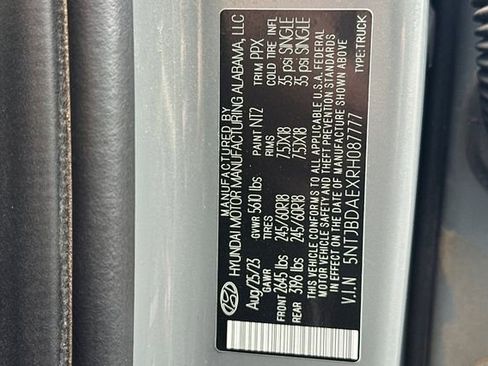 MANUFACTURED BY
HYUNDAI MOTOR MANUFACTURING ALABAMA, LLC
Aug/25/23 GVWR 5610 lbs PAINT NT2 TRIM PPX
GAWR TIRES RIMS COLD TIRE INFL
FRONT 2645 lbs 245/60R18 7.5JX18 35 psi SINGLE
REAR 3196 lbs 245/60R18 7.5JX18 35 psi SINGLE
THIS VEHICLE CONFORMS TO ALL APPLICABLE U.S.A. FEDERAL
MOTOR VEHICLE SAFETY AND THEFT PREVENTION STANDARDS
IN EFFECT ON THE DATE OF MANUFACTURE SHOWN ABOVE
V.I.N 5NTJBDAEXRH087777 TYPE:TRUCK